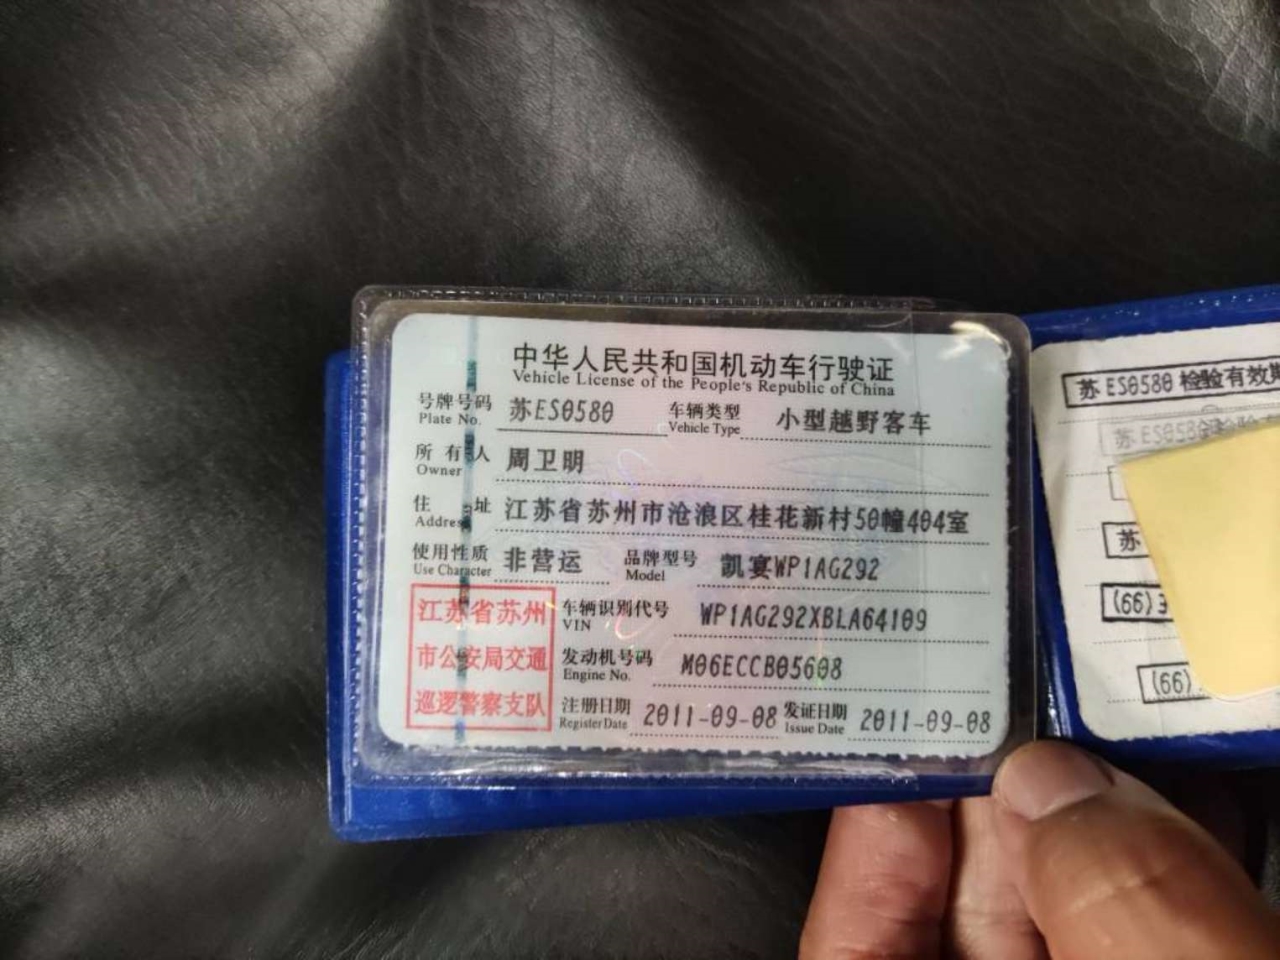 中华人民共和国机动车行驶证
Vehicle License of the People's Republic of China
号牌号码 苏ES0580 车辆类型 小型越野客车
Plate No. Vehicle Type
所有人 周卫明
Owner
住址 江苏省苏州市沧浪区桂花新村50幢404室
Address
使用性质 非营运 品牌型号 凯宴WP1AG292
Use Character Model
江苏省苏州
市公安局交通
巡逻警察支队
车辆识别代号 WP1AG292XBLA64109
VIN
发动机号码 M06ECCB05608
Engine No.
注册日期 2011-09-08 发证日期 2011-09-08
Register Date Issue Date
苏ES0580 检验有效期
苏ES058
苏
(66)
(66)